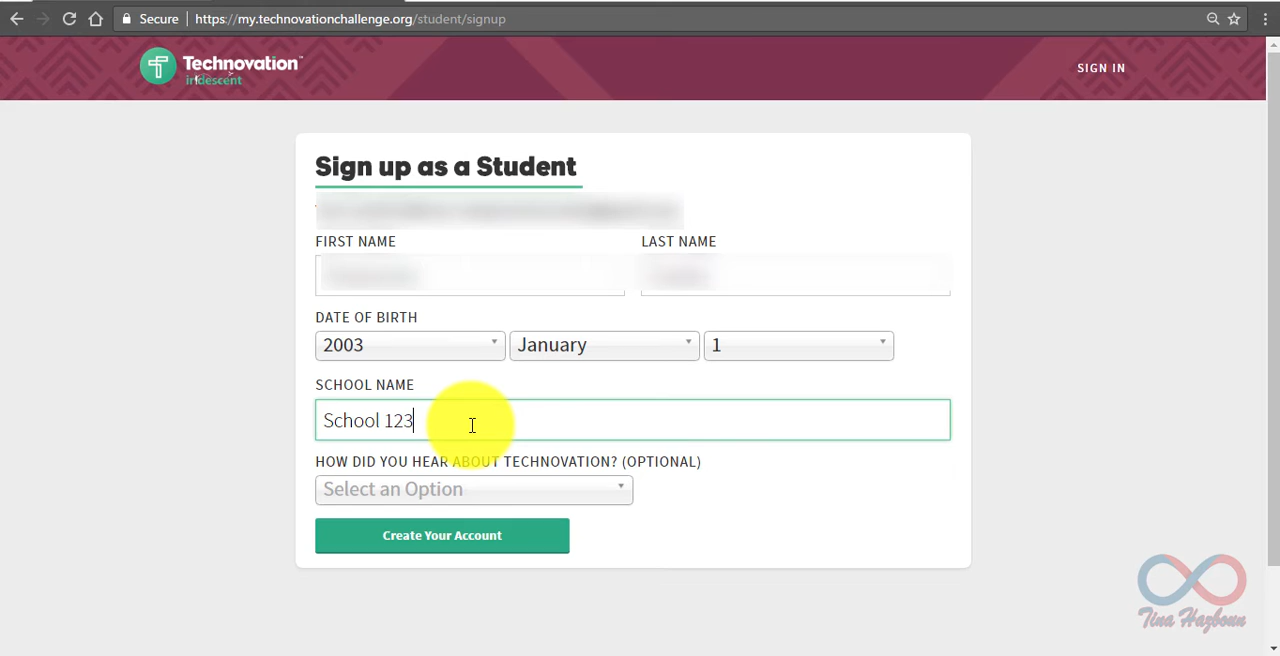 Secure https://my.technovationchallenge.org/student/signup
Technovation
iridescent
SIGN IN
Sign up as a Student
FIRST NAME LAST NAME
DATE OF BIRTH
2003 January 1
SCHOOL NAME
School 123
HOW DID YOU HEAR ABOUT TECHNOVATION? (OPTIONAL)
Select an Option
Create Your Account
Tina Hazboun